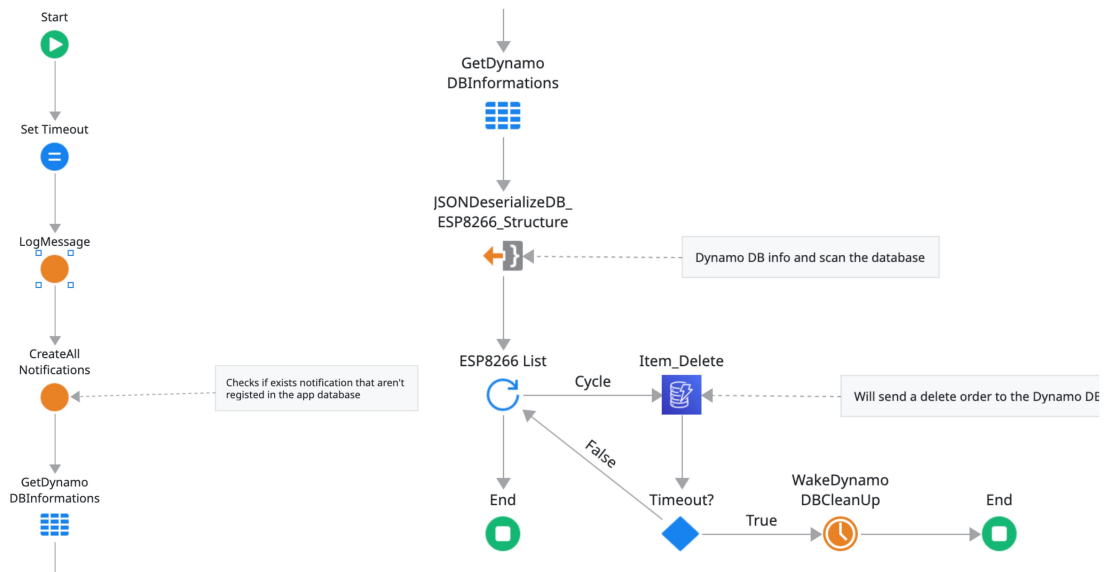 Start
Set Timeout
LogMessage
CreateAll
Notifications
Checks if exists notification that aren't
registed in the app database
GetDynamo
DBInformations
GetDynamo
DBInformations
JSONDeserializeDB_
ESP8266_Structure
Dynamo DB info and scan the database
ESP8266 List
Cycle
Item_Delete
Will send a delete order to the Dynamo DB
False
End
Timeout?
True
WakeDynamo
DBCleanUp
End